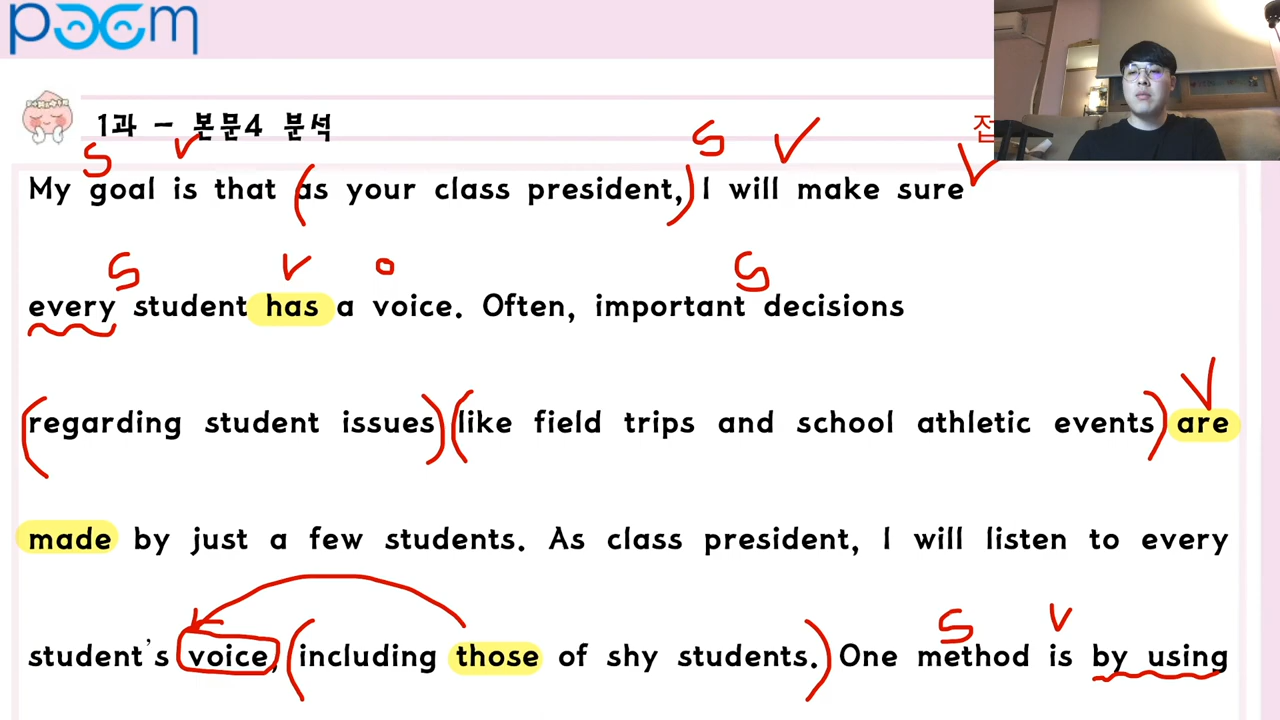 poem
1과 - 본문4 분석
접
S V S V V
My goal is that (as your class president,) I will make sure
S V o S
every student has a voice. Often, important decisions
V
(regarding student issues) (like field trips and school athletic events) are
made by just a few students. As class president, I will listen to every
S V
student's voice, (including those of shy students.) One method is by using